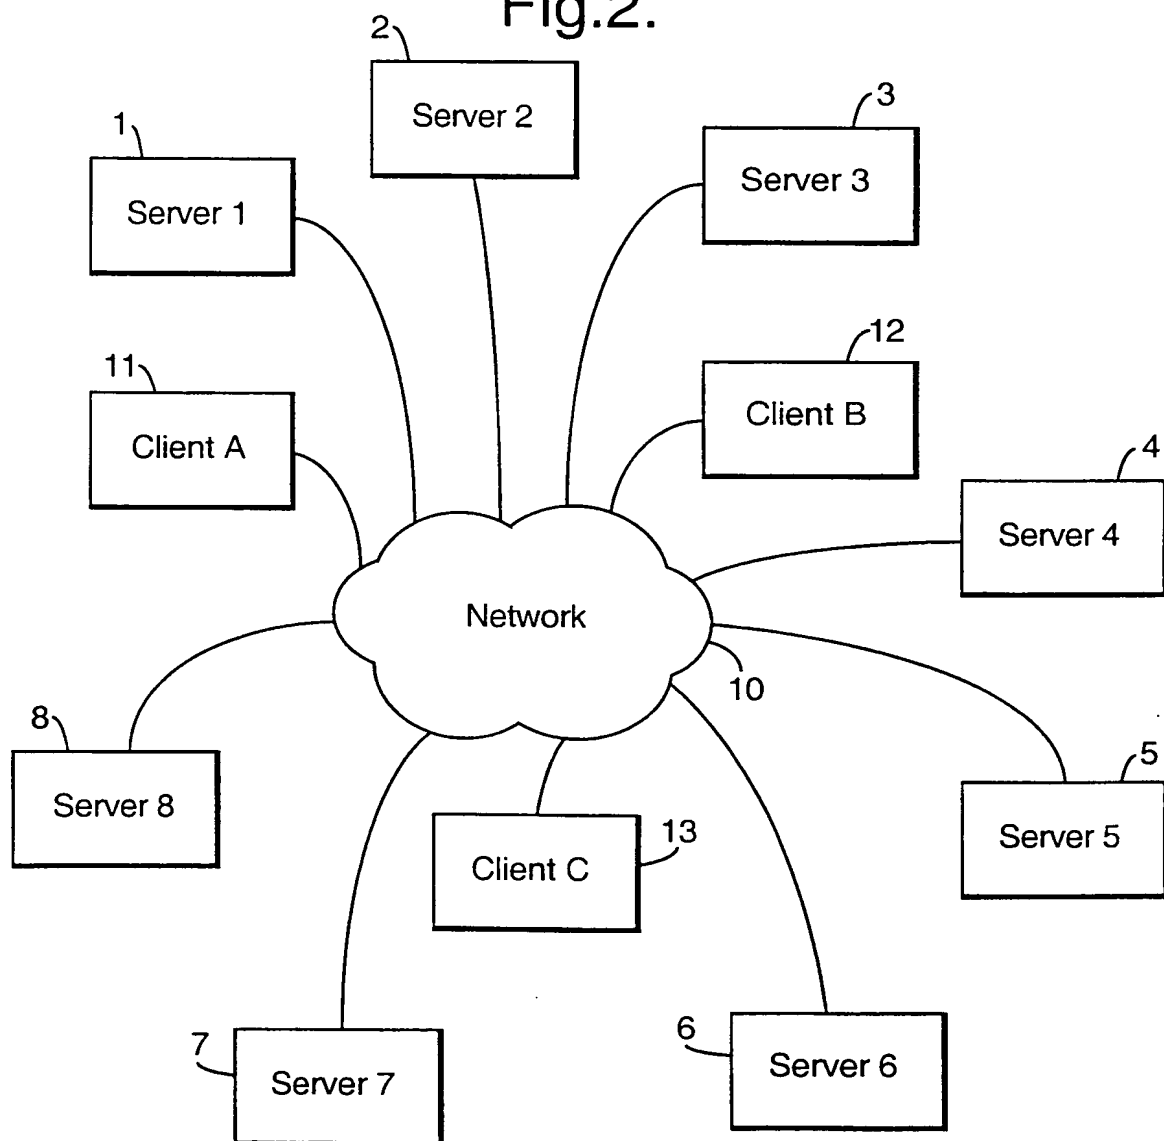 Fig.2.
2
Server 2
3
Server 3
1
Server 1
12
Client B
11
Client A
4
Server 4
Network
10
8
Server 8
5
Server 5
13
Client C
7
Server 7
6
Server 6